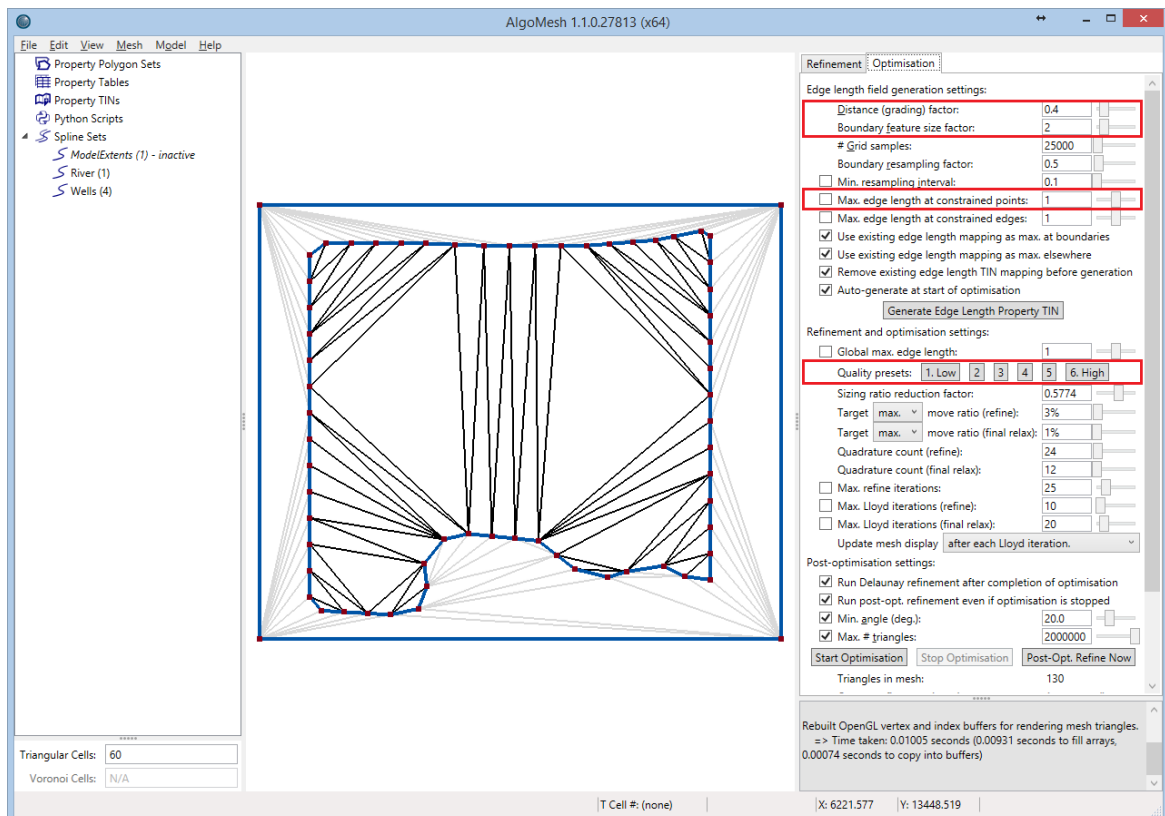 AlgoMesh 1.1.0.27813 (x64)
File Edit View Mesh Model Help
Property Polygon Sets
Property Tables
Property TINs
Python Scripts
Spline Sets
ModelExtents (1) - inactive
River (1)
Wells (4)
Triangular Cells: 60
Voronoi Cells: N/A
Refinement Optimisation
Edge length field generation settings:
Distance (grading) factor: 0.4
Boundary feature size factor: 2
# Grid samples: 25000
Boundary resampling factor: 0.5
Min. resampling interval: 0.1
Max. edge length at constrained points: 1
Max. edge length at constrained edges: 1
Use existing edge length mapping as max. at boundaries
Use existing edge length mapping as max. elsewhere
Remove existing edge length TIN mapping before generation
Auto-generate at start of optimisation
Generate Edge Length Property TIN
Refinement and optimisation settings:
Global max. edge length: 1
Quality presets: 1. Low 2 3 4 5 6. High
Sizing ratio reduction factor: 0.5774
Target max. move ratio (refine): 3%
Target max. move ratio (final relax): 1%
Quadrature count (refine): 24
Quadrature count (final relax): 12
Max. refine iterations: 25
Max. Lloyd iterations (refine): 10
Max. Lloyd iterations (final relax): 20
Update mesh display after each Lloyd iteration.
Post-optimisation settings:
Run Delaunay refinement after completion of optimisation
Run post-opt. refinement even if optimisation is stopped
Min. angle (deg.): 20.0
Max. # triangles: 2000000
Start Optimisation Stop Optimisation Post-Opt. Refine Now
Triangles in mesh: 130
Rebuilt OpenGL vertex and index buffers for rendering mesh triangles.
=> Time taken: 0.01005 seconds (0.00931 seconds to fill arrays,
0.00074 seconds to copy into buffers)
T Cell #: (none) X: 6221.577 Y: 13448.519